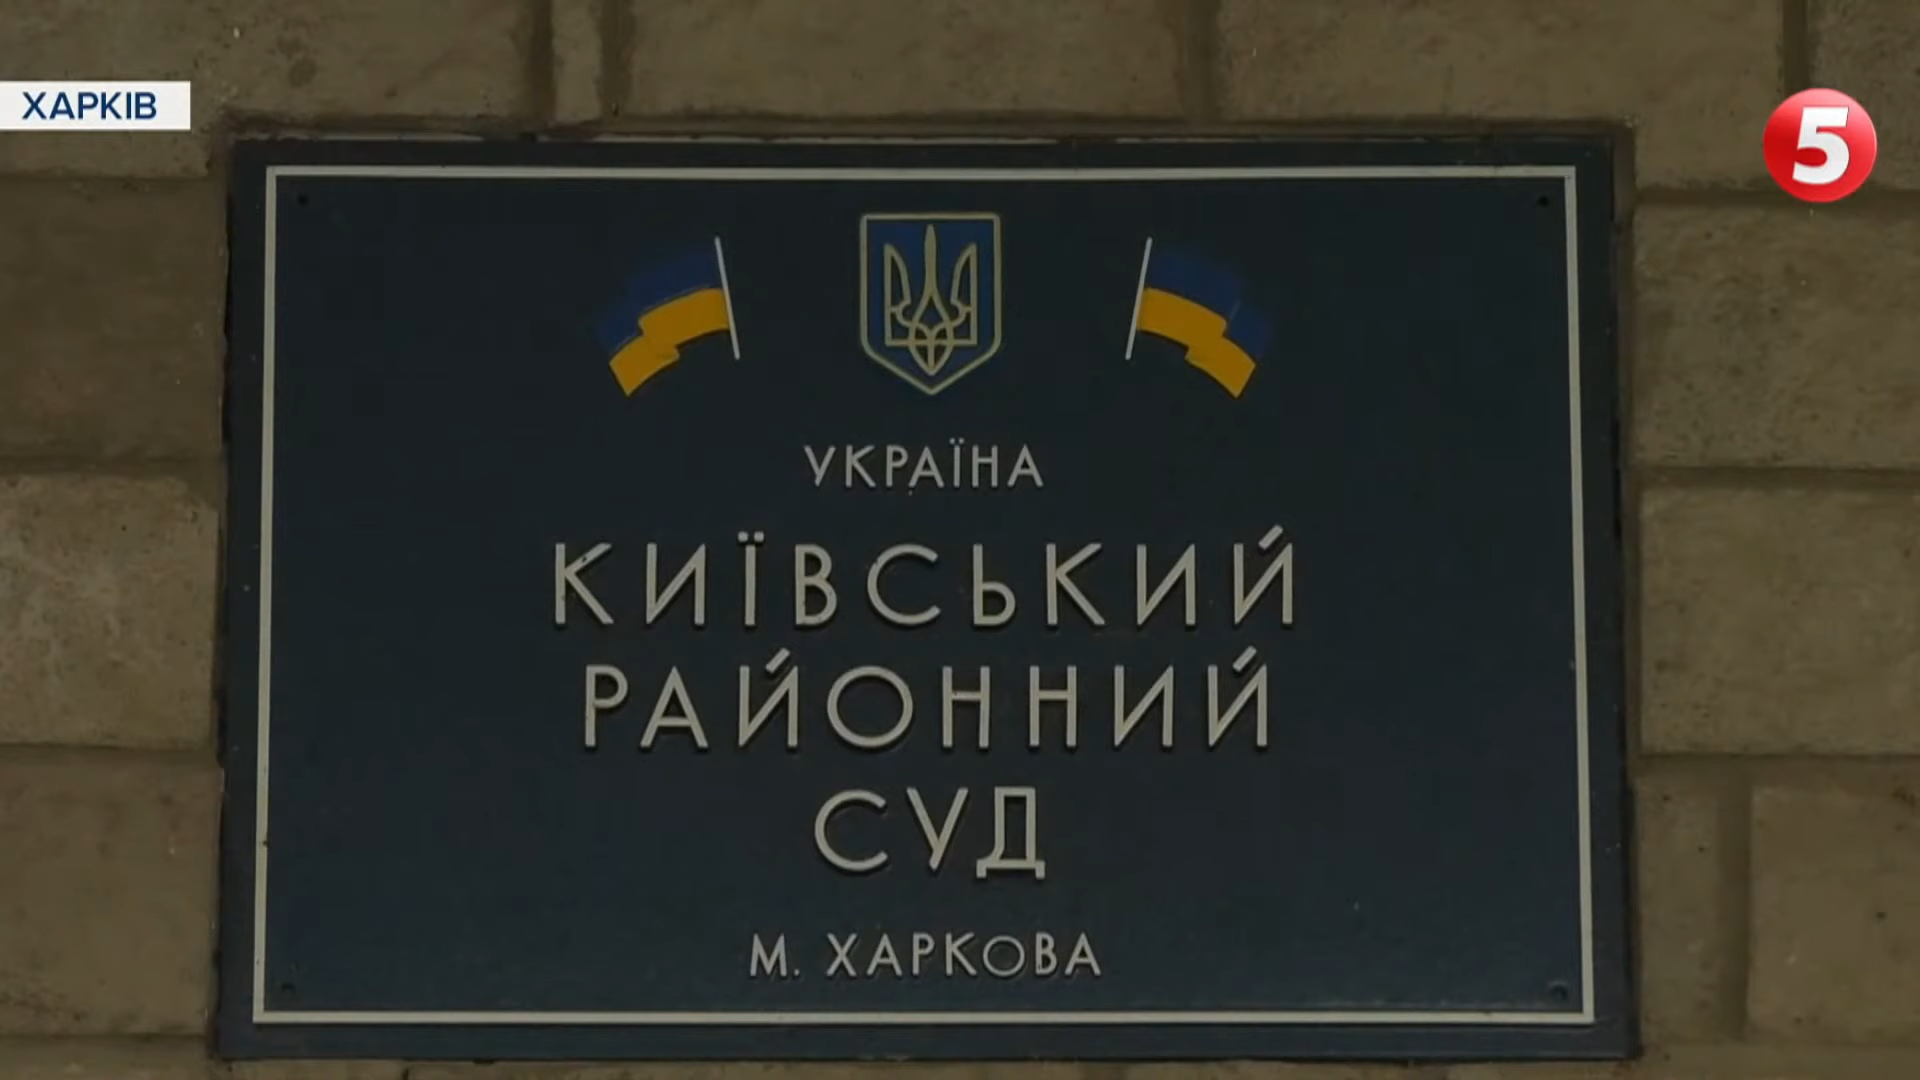 ХАРКІВ
5
УКРАЇНА
КИЇВСЬКИЙ
РАЙОННИЙ
СУД
М. ХАРКОВА